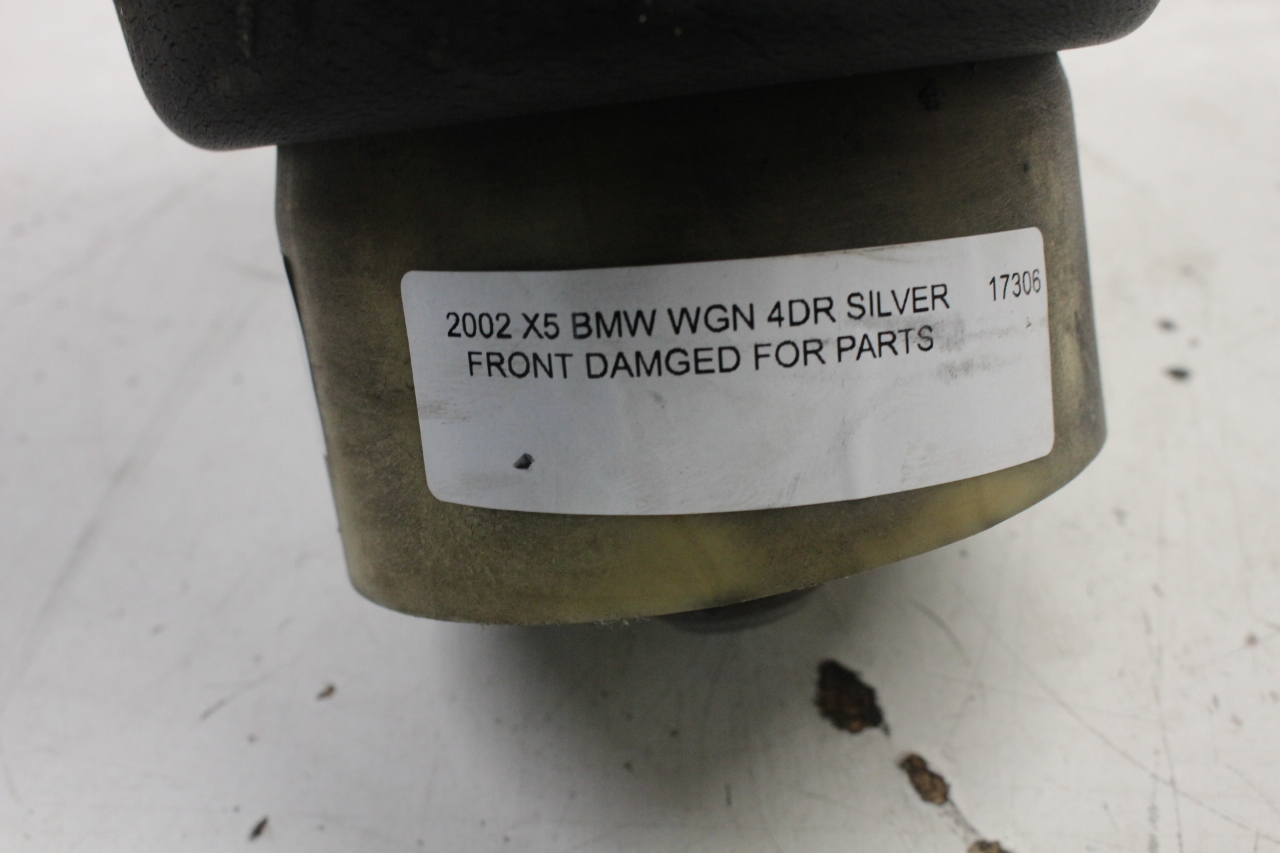 2002 X5 BMW WGN 4DR SILVER 17306
FRONT DAMGED FOR PARTS